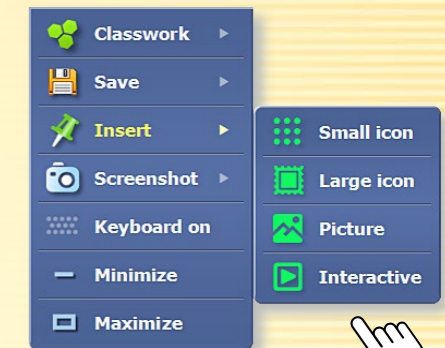 Classwork
Save
Insert
Screenshot
Keyboard on
Minimize
Maximize
Small icon
Large icon
Picture
Interactive